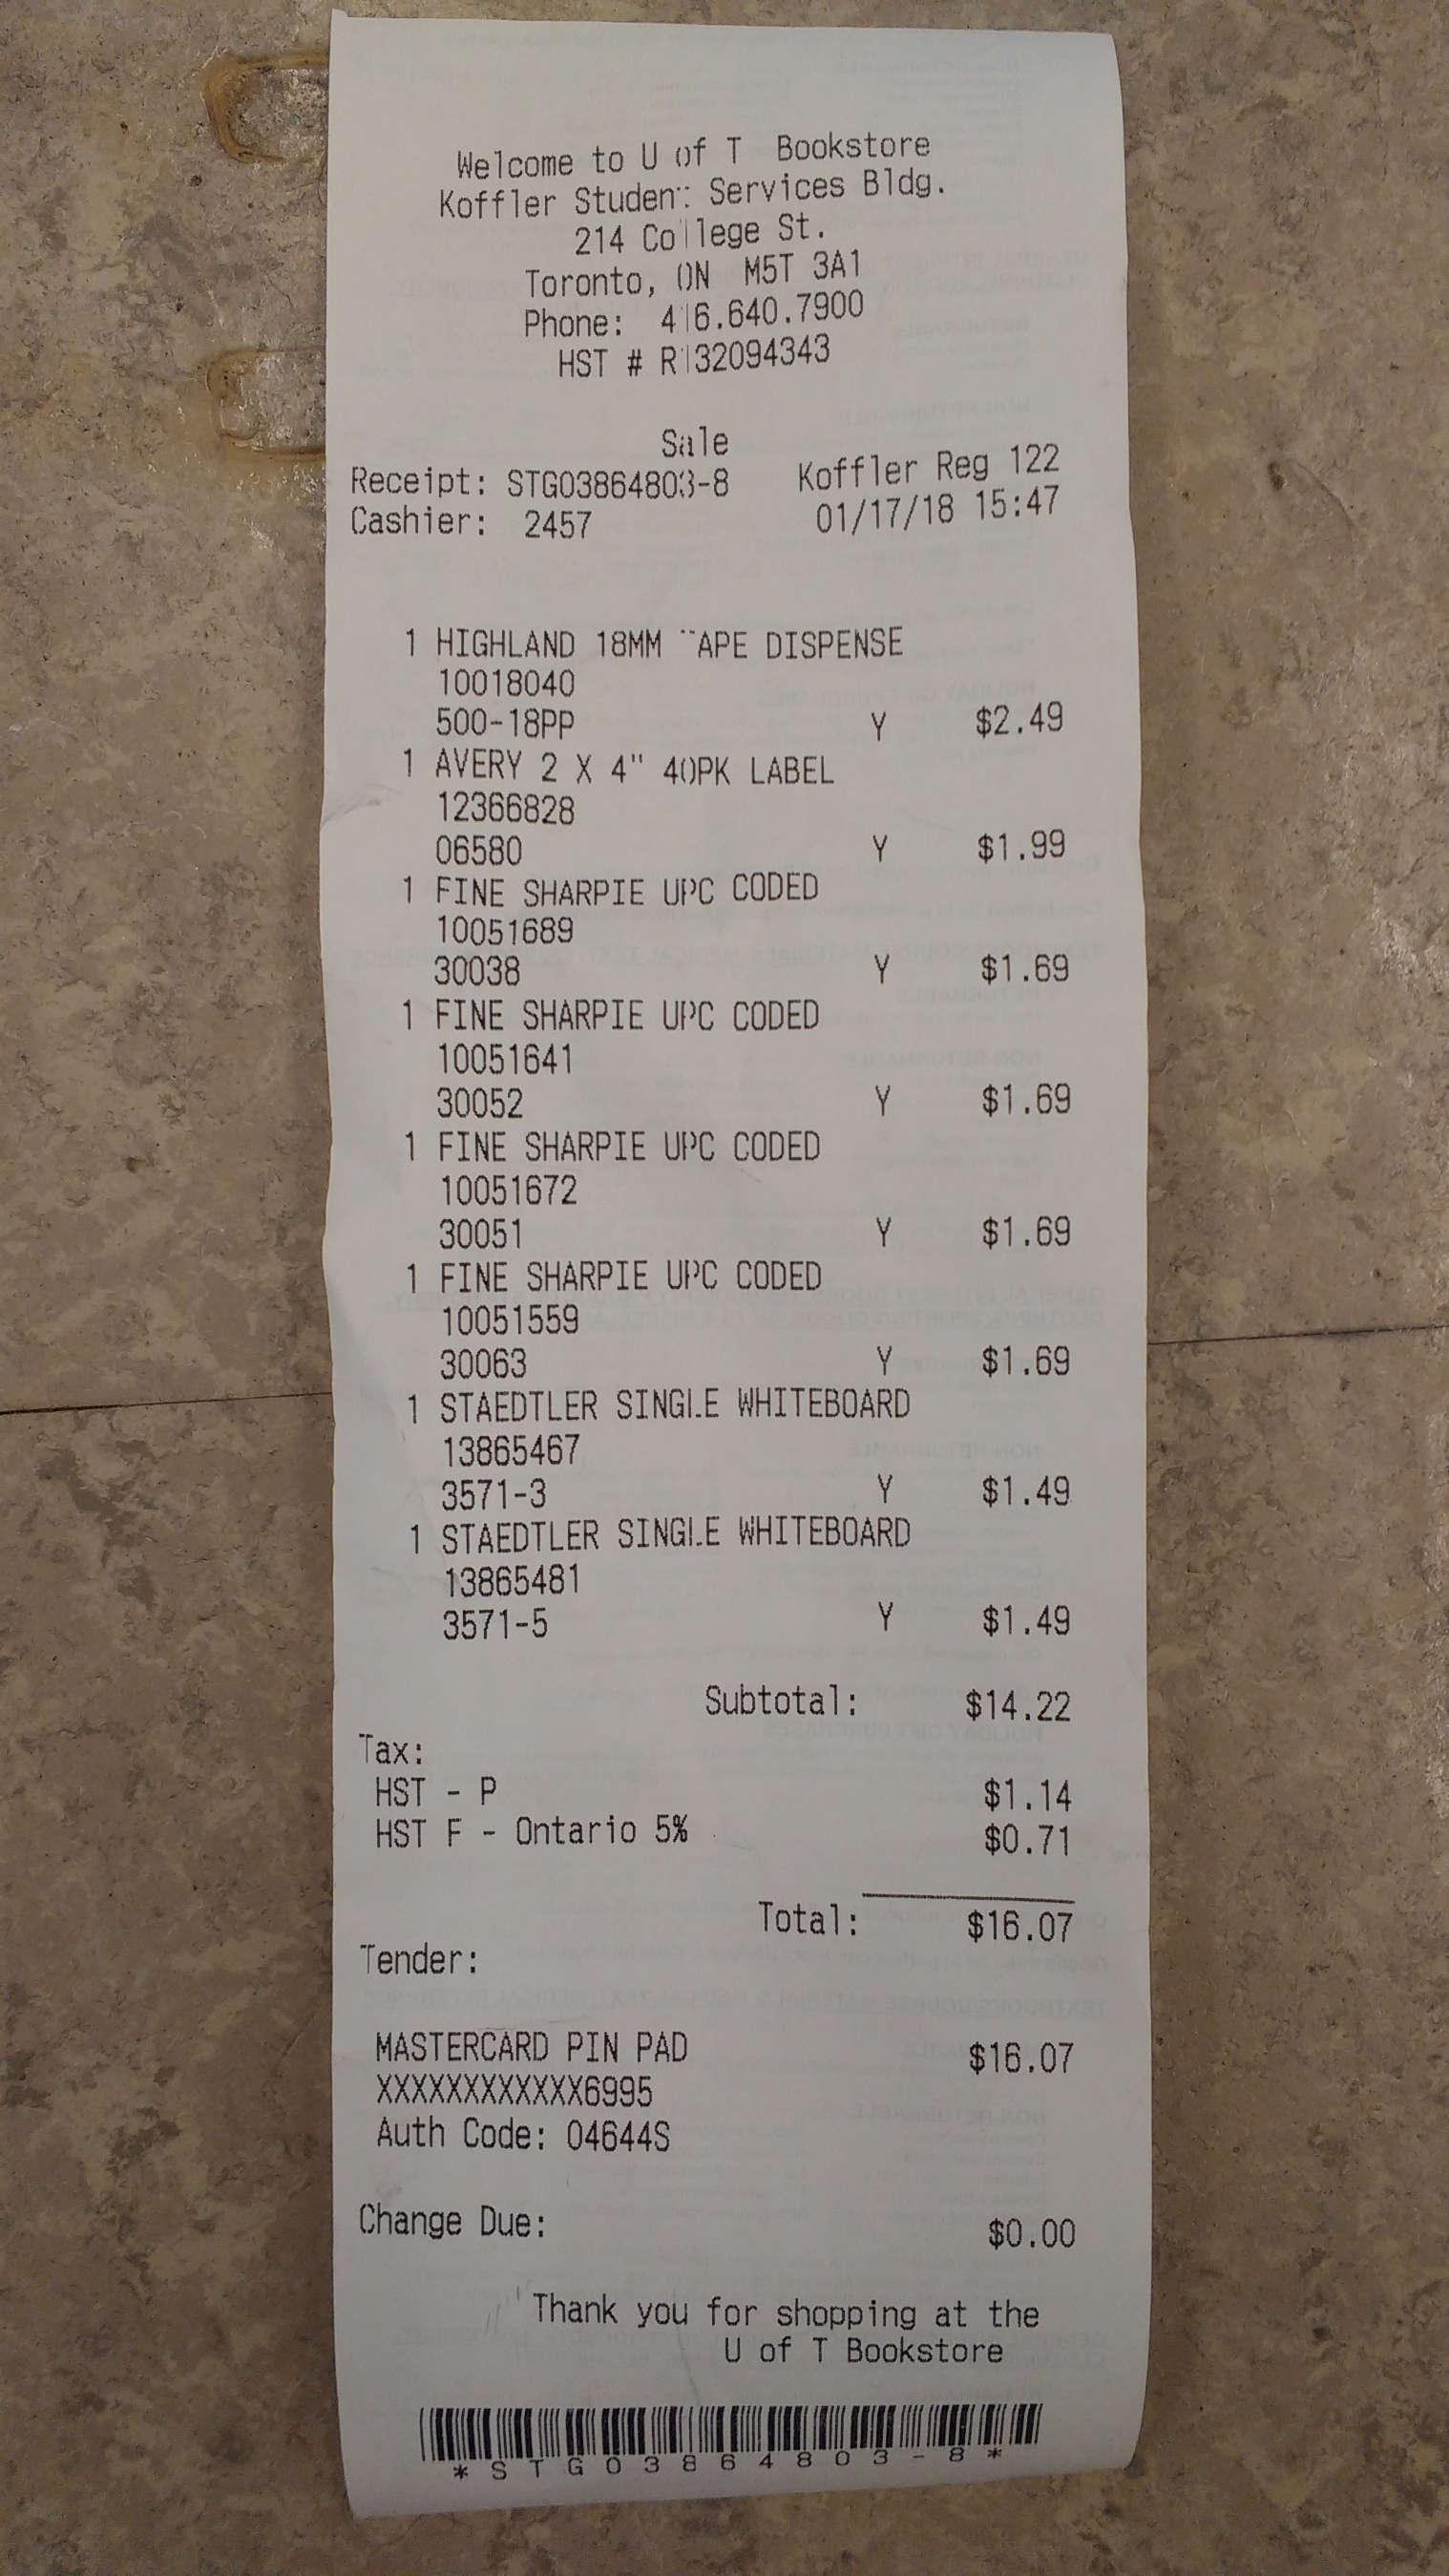 Welcome to U of T Bookstore
Koffler Student Services Bldg.
214 College St.
Toronto, ON M5T 3A1
Phone: 416.640.7900
HST # R132094343
Sale
Receipt: STG03864803-8 Koffler Reg 122
Cashier: 2457 01/17/18 15:47
1 HIGHLAND 18MM TAPE DISPENSE
10018040
500-18PP Y $2.49
1 AVERY 2 X 4" 40PK LABEL
12366828
06580 Y $1.99
1 FINE SHARPIE UPC CODED
10051689
30038 Y $1.69
1 FINE SHARPIE UPC CODED
10051641
30052 Y $1.69
1 FINE SHARPIE UPC CODED
10051672
30051 Y $1.69
1 FINE SHARPIE UPC CODED
10051559
30063 Y $1.69
1 STAEDTLER SINGLE WHITEBOARD
13865467
3571-3 Y $1.49
1 STAEDTLER SINGLE WHITEBOARD
13865481
3571-5 Y $1.49
Subtotal: $14.22
Tax:
HST - P $1.14
HST F - Ontario 5% $0.71
Total: $16.07
Tender:
MASTERCARD PIN PAD $16.07
XXXXXXXXXXXX6995
Auth Code: 04644S
Change Due: $0.00
Thank you for shopping at the
U of T Bookstore
*STG03864803-8*